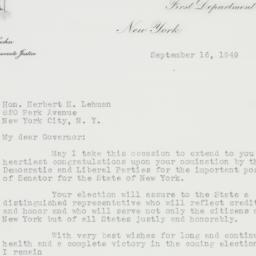 First Department
New York
Cohn
Associate Justice
September 16, 1949
Hon. Herbert H. Lehman
820 Park Avenue
New York City, N. Y.
My dear Governor:
May I take this occasion to extend to you
heartiest congratulations upon your nomination by th
Democratic and Liberal Parties for the important pos
of Senator for the State of New York.
Your election will assure to the State a
distinguished representative who will reflect credit
and honor and who will serve not only the citizens o
New York but of all States justly and honorably.
With very best wishes for long and continu
health and a complete victory in the coming election
I remain